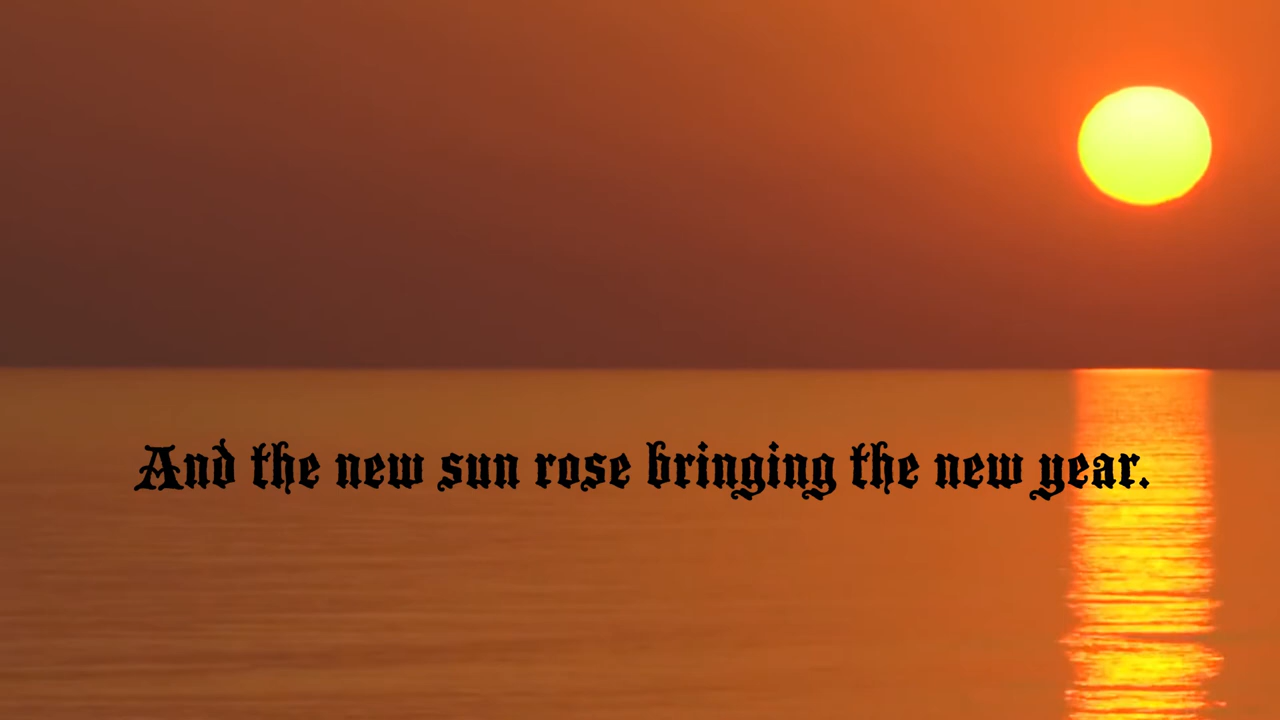 And the new sun rose bringing the new year.